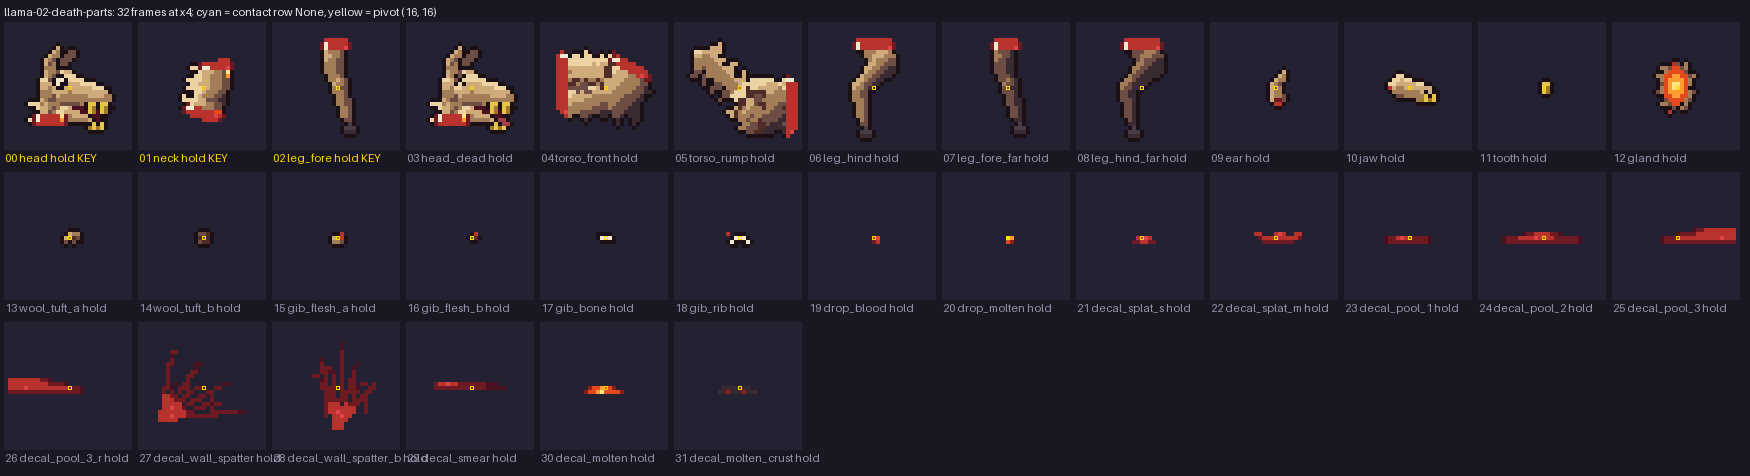 llama-02-death-parts: 32 frames at x4; cyan = contact row None, yellow = pivot (16, 16)
00 head hold KEY
01 neck hold KEY
02 leg_fore hold KEY
03 head_dead hold
04 torso_front hold
05 torso_rump hold
06 leg_hind hold
07 leg_fore_far hold
08 leg_hind_far hold
09 ear hold
10 jaw hold
11 tooth hold
12 gland hold
13 wool_tuft_a hold
14 wool_tuft_b hold
15 gib_flesh_a hold
16 gib_flesh_b hold
17 gib_bone hold
18 gib_rib hold
19 drop_blood hold
20 drop_molten hold
21 decal_splat_s hold
22 decal_splat_m hold
23 decal_pool_1 hold
24 decal_pool_2 hold
25 decal_pool_3 hold
26 decal_pool_3_r hold
27 decal_wall_spatter hold
28 decal_wall_spatter_b hold
29 decal_smear hold
30 decal_molten hold
31 decal_molten_crust hold